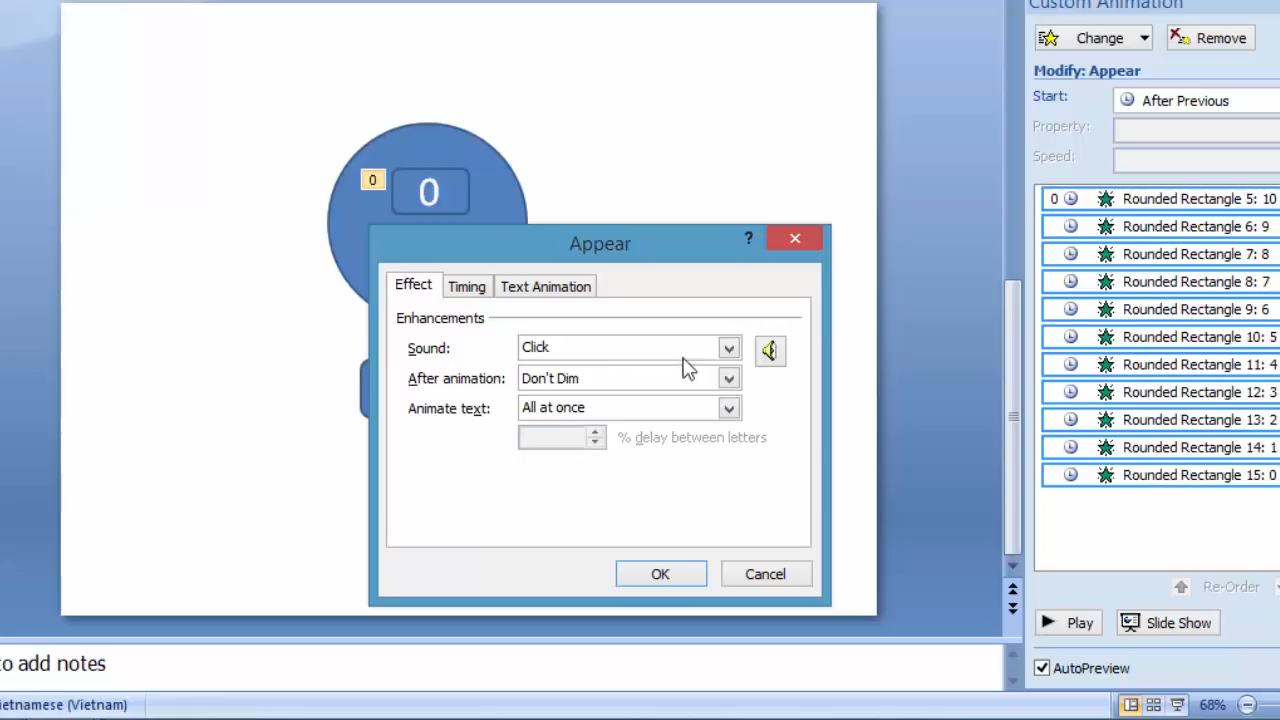 Custom Animation
Change
Remove
Modify: Appear
Start:
After Previous
Property:
Speed:
0
0
0 Rounded Rectangle 5: 10
Rounded Rectangle 6: 9
Rounded Rectangle 7: 8
Rounded Rectangle 8: 7
Rounded Rectangle 9: 6
Rounded Rectangle 10: 5
Rounded Rectangle 11: 4
Rounded Rectangle 12: 3
Rounded Rectangle 13: 2
Rounded Rectangle 14: 1
Rounded Rectangle 15: 0
Appear
?
Effect
Timing
Text Animation
Enhancements
Sound:
Click
After animation:
Don't Dim
Animate text:
All at once
% delay between letters
OK
Cancel
Re-Order
Play
Slide Show
AutoPreview
to add notes
ietnamese (Vietnam)
68%